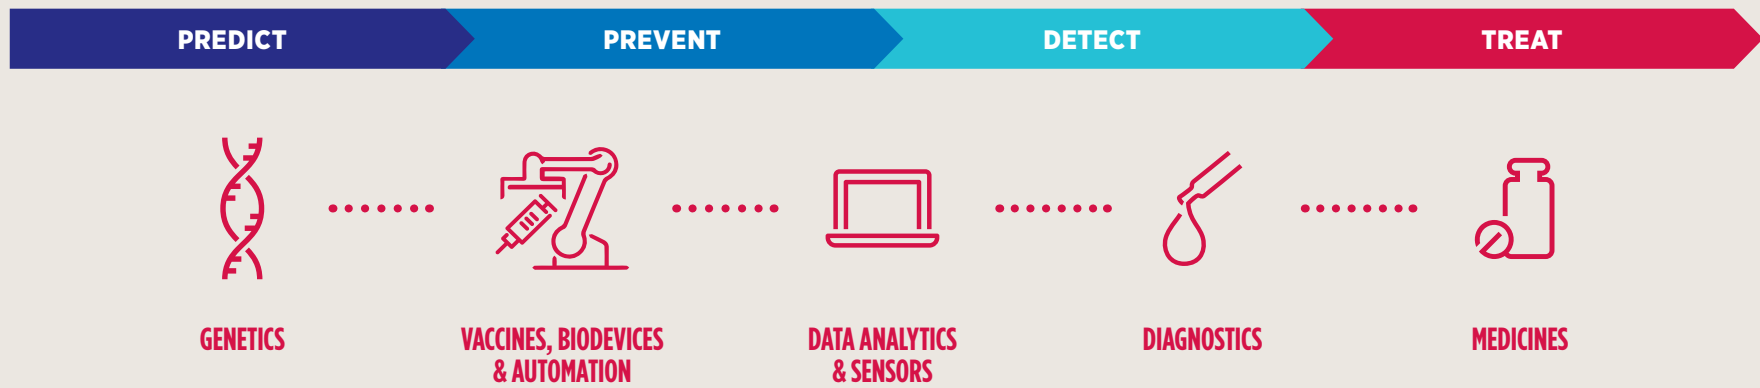 PREDICT
PREVENT
DETECT
TREAT
GENETICS
VACCINES, BIODEVICES
& AUTOMATION
DATA ANALYTICS
& SENSORS
DIAGNOSTICS
MEDICINES